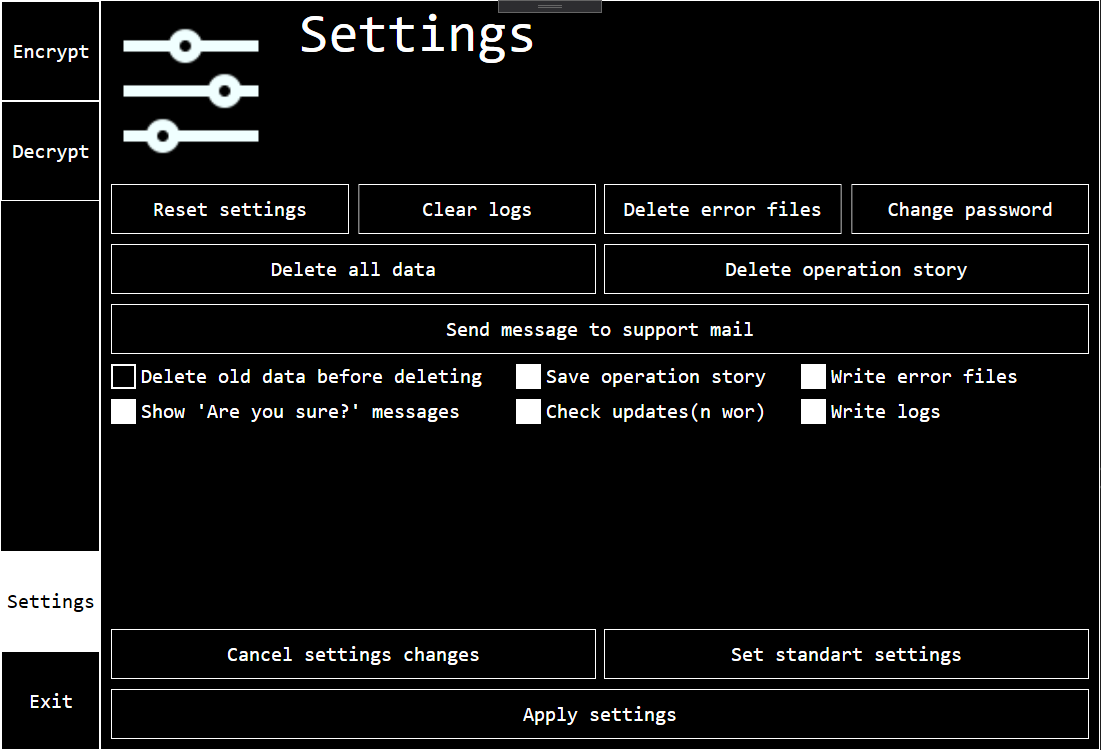 Settings
Encrypt
Decrypt
Reset settings Clear logs Delete error files Change password
Delete all data Delete operation story
Send message to support mail
Delete old data before deleting Save operation story Write error files
Show 'Are you sure?' messages Check updates(n wor) Write logs
Settings
Cancel settings changes Set standart settings
Exit
Apply settings